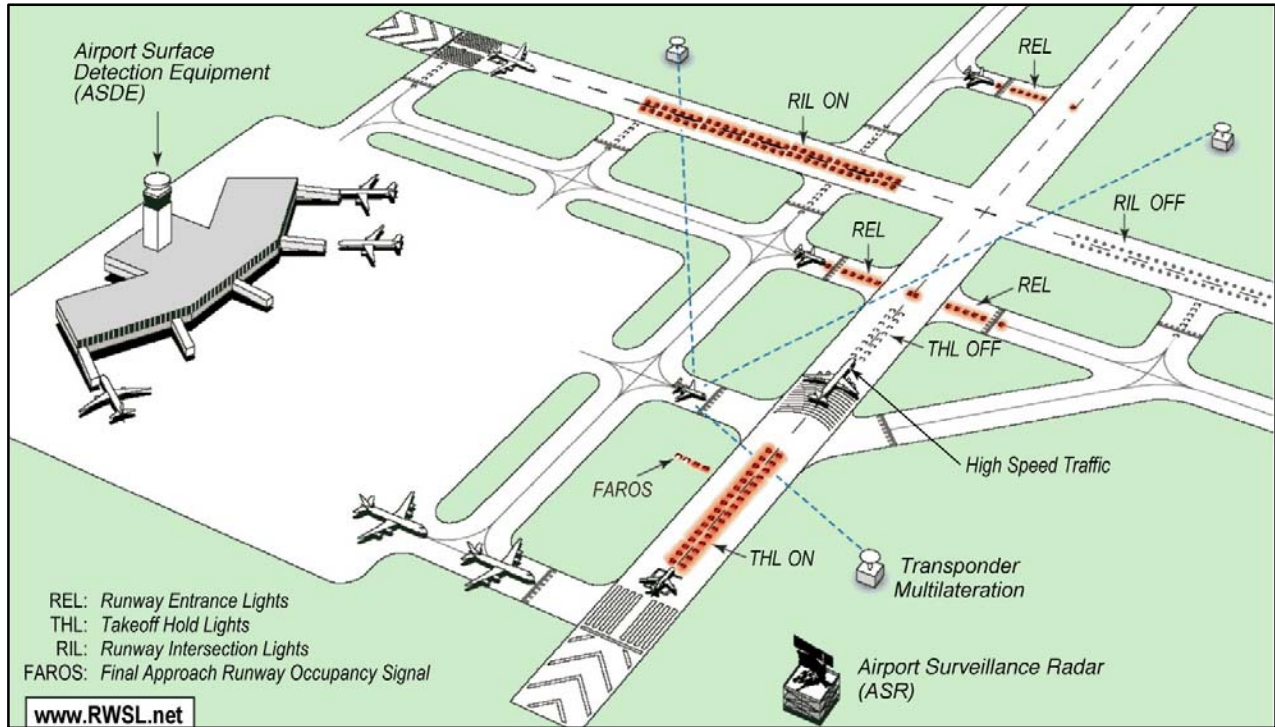 Airport Surface
Detection Equipment
(ASDE)
REL
RIL ON
RIL OFF
REL
REL
THL OFF
High Speed Traffic
FAROS
THL ON
Transponder
Multilateration
Airport Surveillance Radar
(ASR)
REL: Runway Entrance Lights
THL: Takeoff Hold Lights
RIL: Runway Intersection Lights
FAROS: Final Approach Runway Occupancy Signal
www.RWSL.net